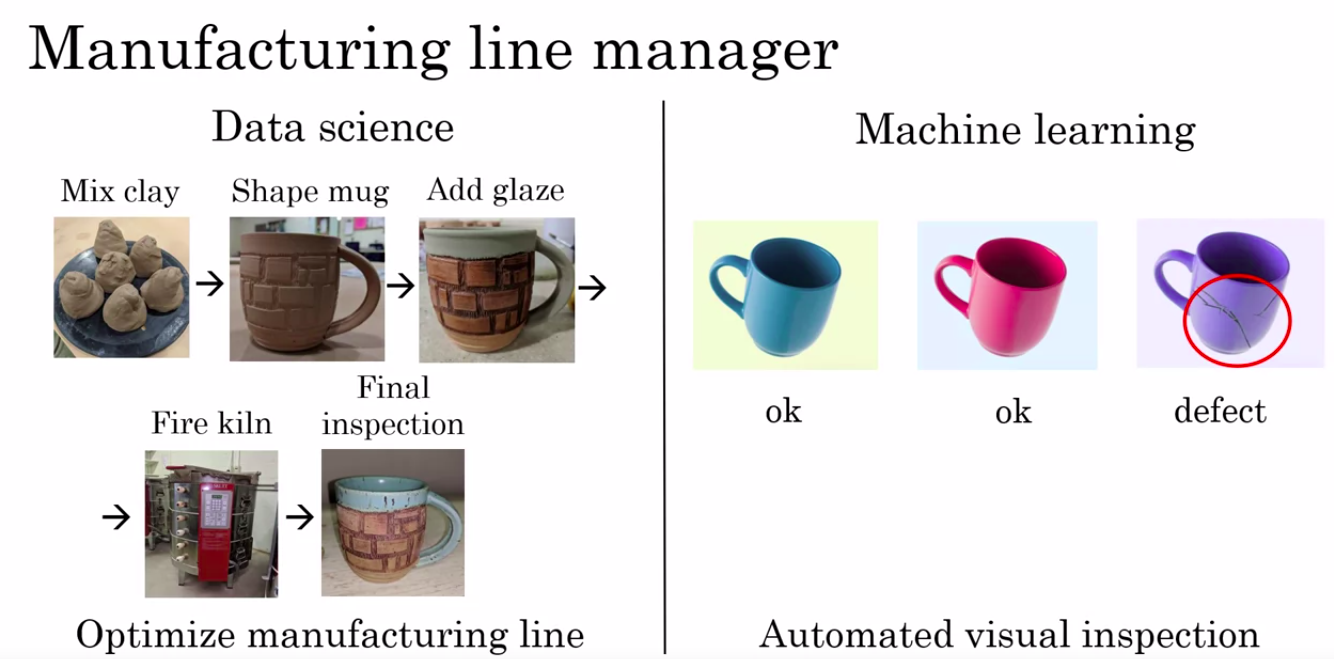 Manufacturing line manager
Data science
Mix clay
Shape mug
Add glaze
Final
inspection
Fire kiln
Optimize manufacturing line
Machine learning
ok
ok
defect
Automated visual inspection